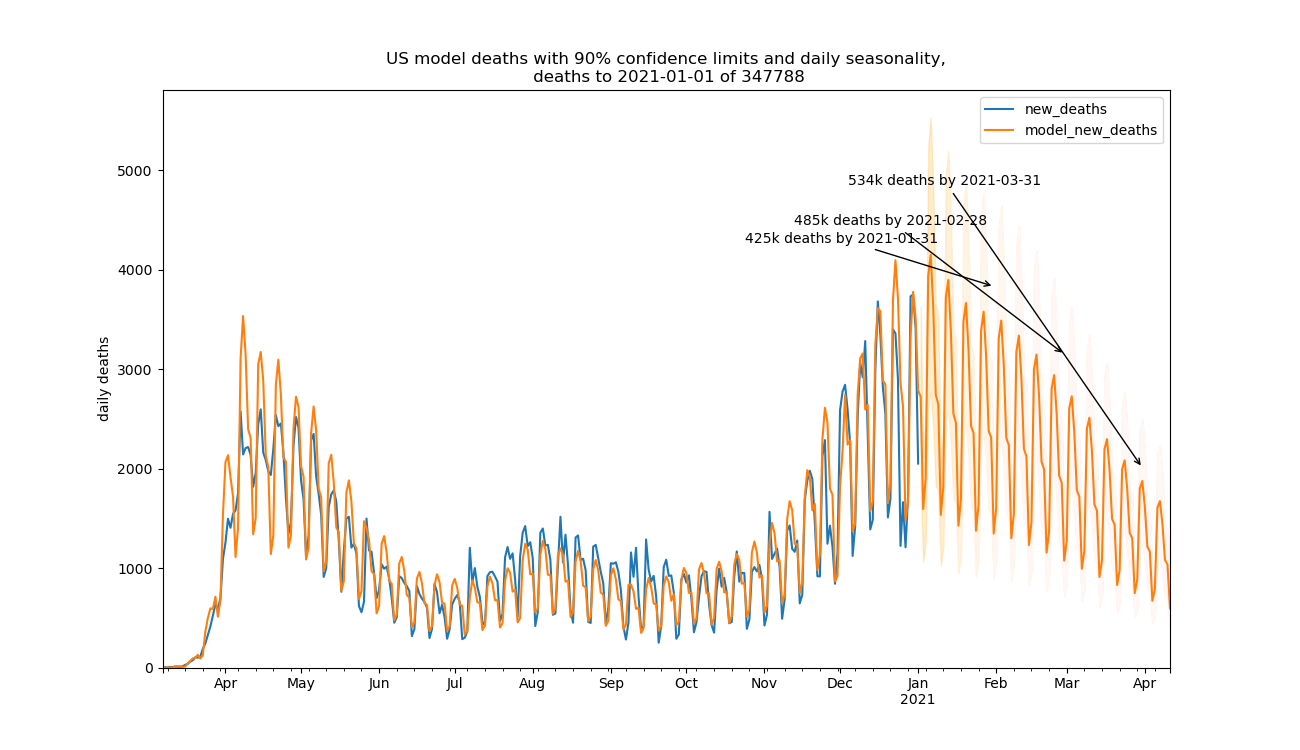 US model deaths with 90% confidence limits and daily seasonality,
deaths to 2021-01-01 of 347788
new_deaths
model_new_deaths
534k deaths by 2021-03-31
485k deaths by 2021-02-28
425k deaths by 2021-01-31
daily deaths
5000
4000
3000
2000
1000
0
Apr May Jun Jul Aug Sep Oct Nov Dec Jan Feb Mar Apr
2021